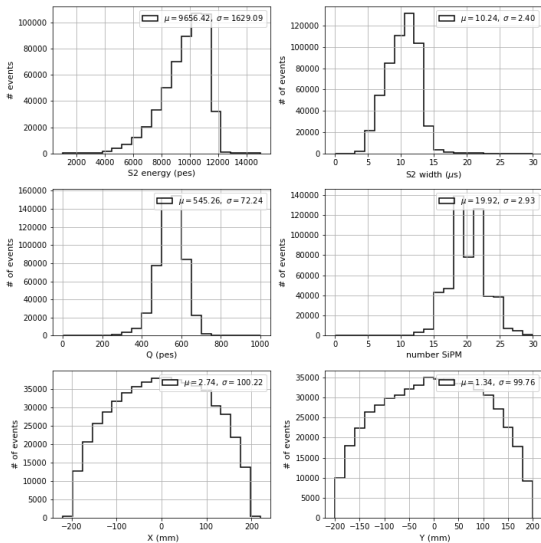 μ = 9656.42, σ = 1629.09
100000
80000
60000
40000
20000
0
# events
2000 4000 6000 8000 10000 12000 14000
S2 energy (pes)
μ = 10.24, σ = 2.40
120000
100000
80000
60000
40000
20000
0
# of events
0 5 10 15 20 25 30
S2 width (μs)
μ = 545.26, σ = 72.24
160000
140000
120000
100000
80000
60000
40000
20000
0
# of events
0 200 400 600 800 1000
Q (pes)
μ = 19.92, σ = 2.93
140000
120000
100000
80000
60000
40000
20000
0
# of events
0 5 10 15 20 25 30
number SiPM
μ = 2.74, σ = 100.22
35000
30000
25000
20000
15000
10000
5000
0
# of events
−200 −100 0 100 200
X (mm)
μ = 1.34, σ = 99.76
35000
30000
25000
20000
15000
10000
5000
0
# of events
−200 −150 −100 −50 0 50 100 150 200
Y (mm)